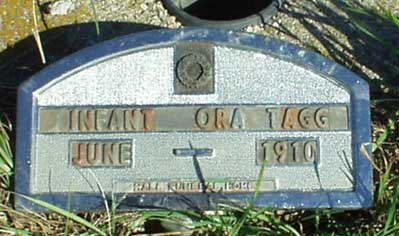 INFANT ORA TAGG
JUNE — 1910
HALL FUNERAL HOME